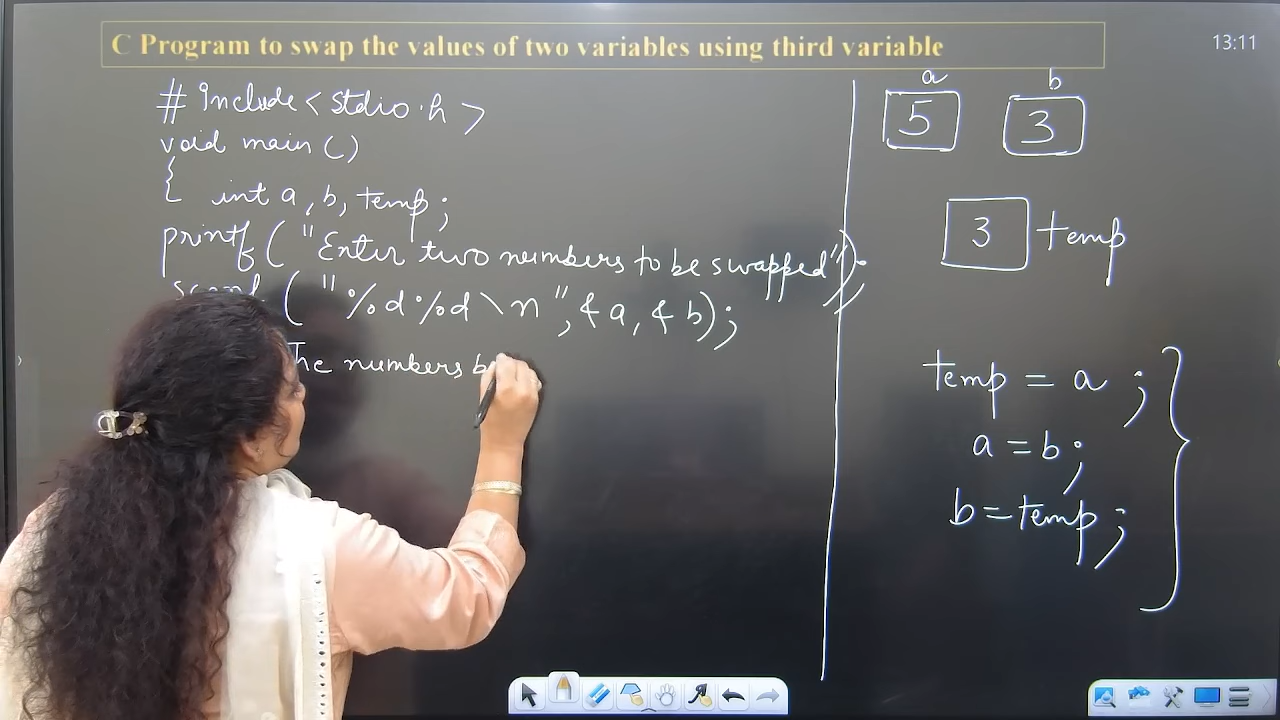 C Program to swap the values of two variables using third variable
13:11
# Include < stdio.h >
void main ()
{ int a, b, temp;
printf ( "Enter two numbers to be swapped");
scanf ( "%d %d \n", & a, & b);
The numbers
a b
5 3
3 temp
temp = a ;
a = b;
b = temp ;
}